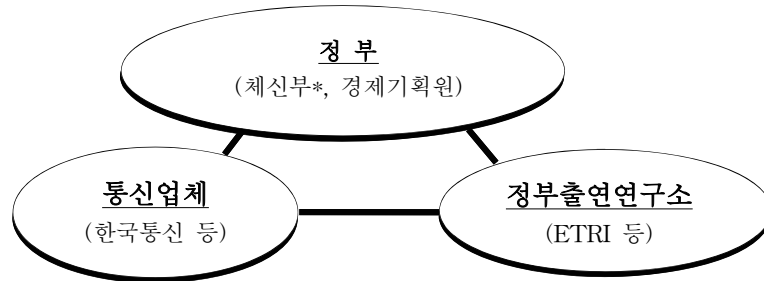 정 부
(체신부*, 경제기획원)
통신업체
(한국통신 등)
정부출연연구소
(ETRI 등)